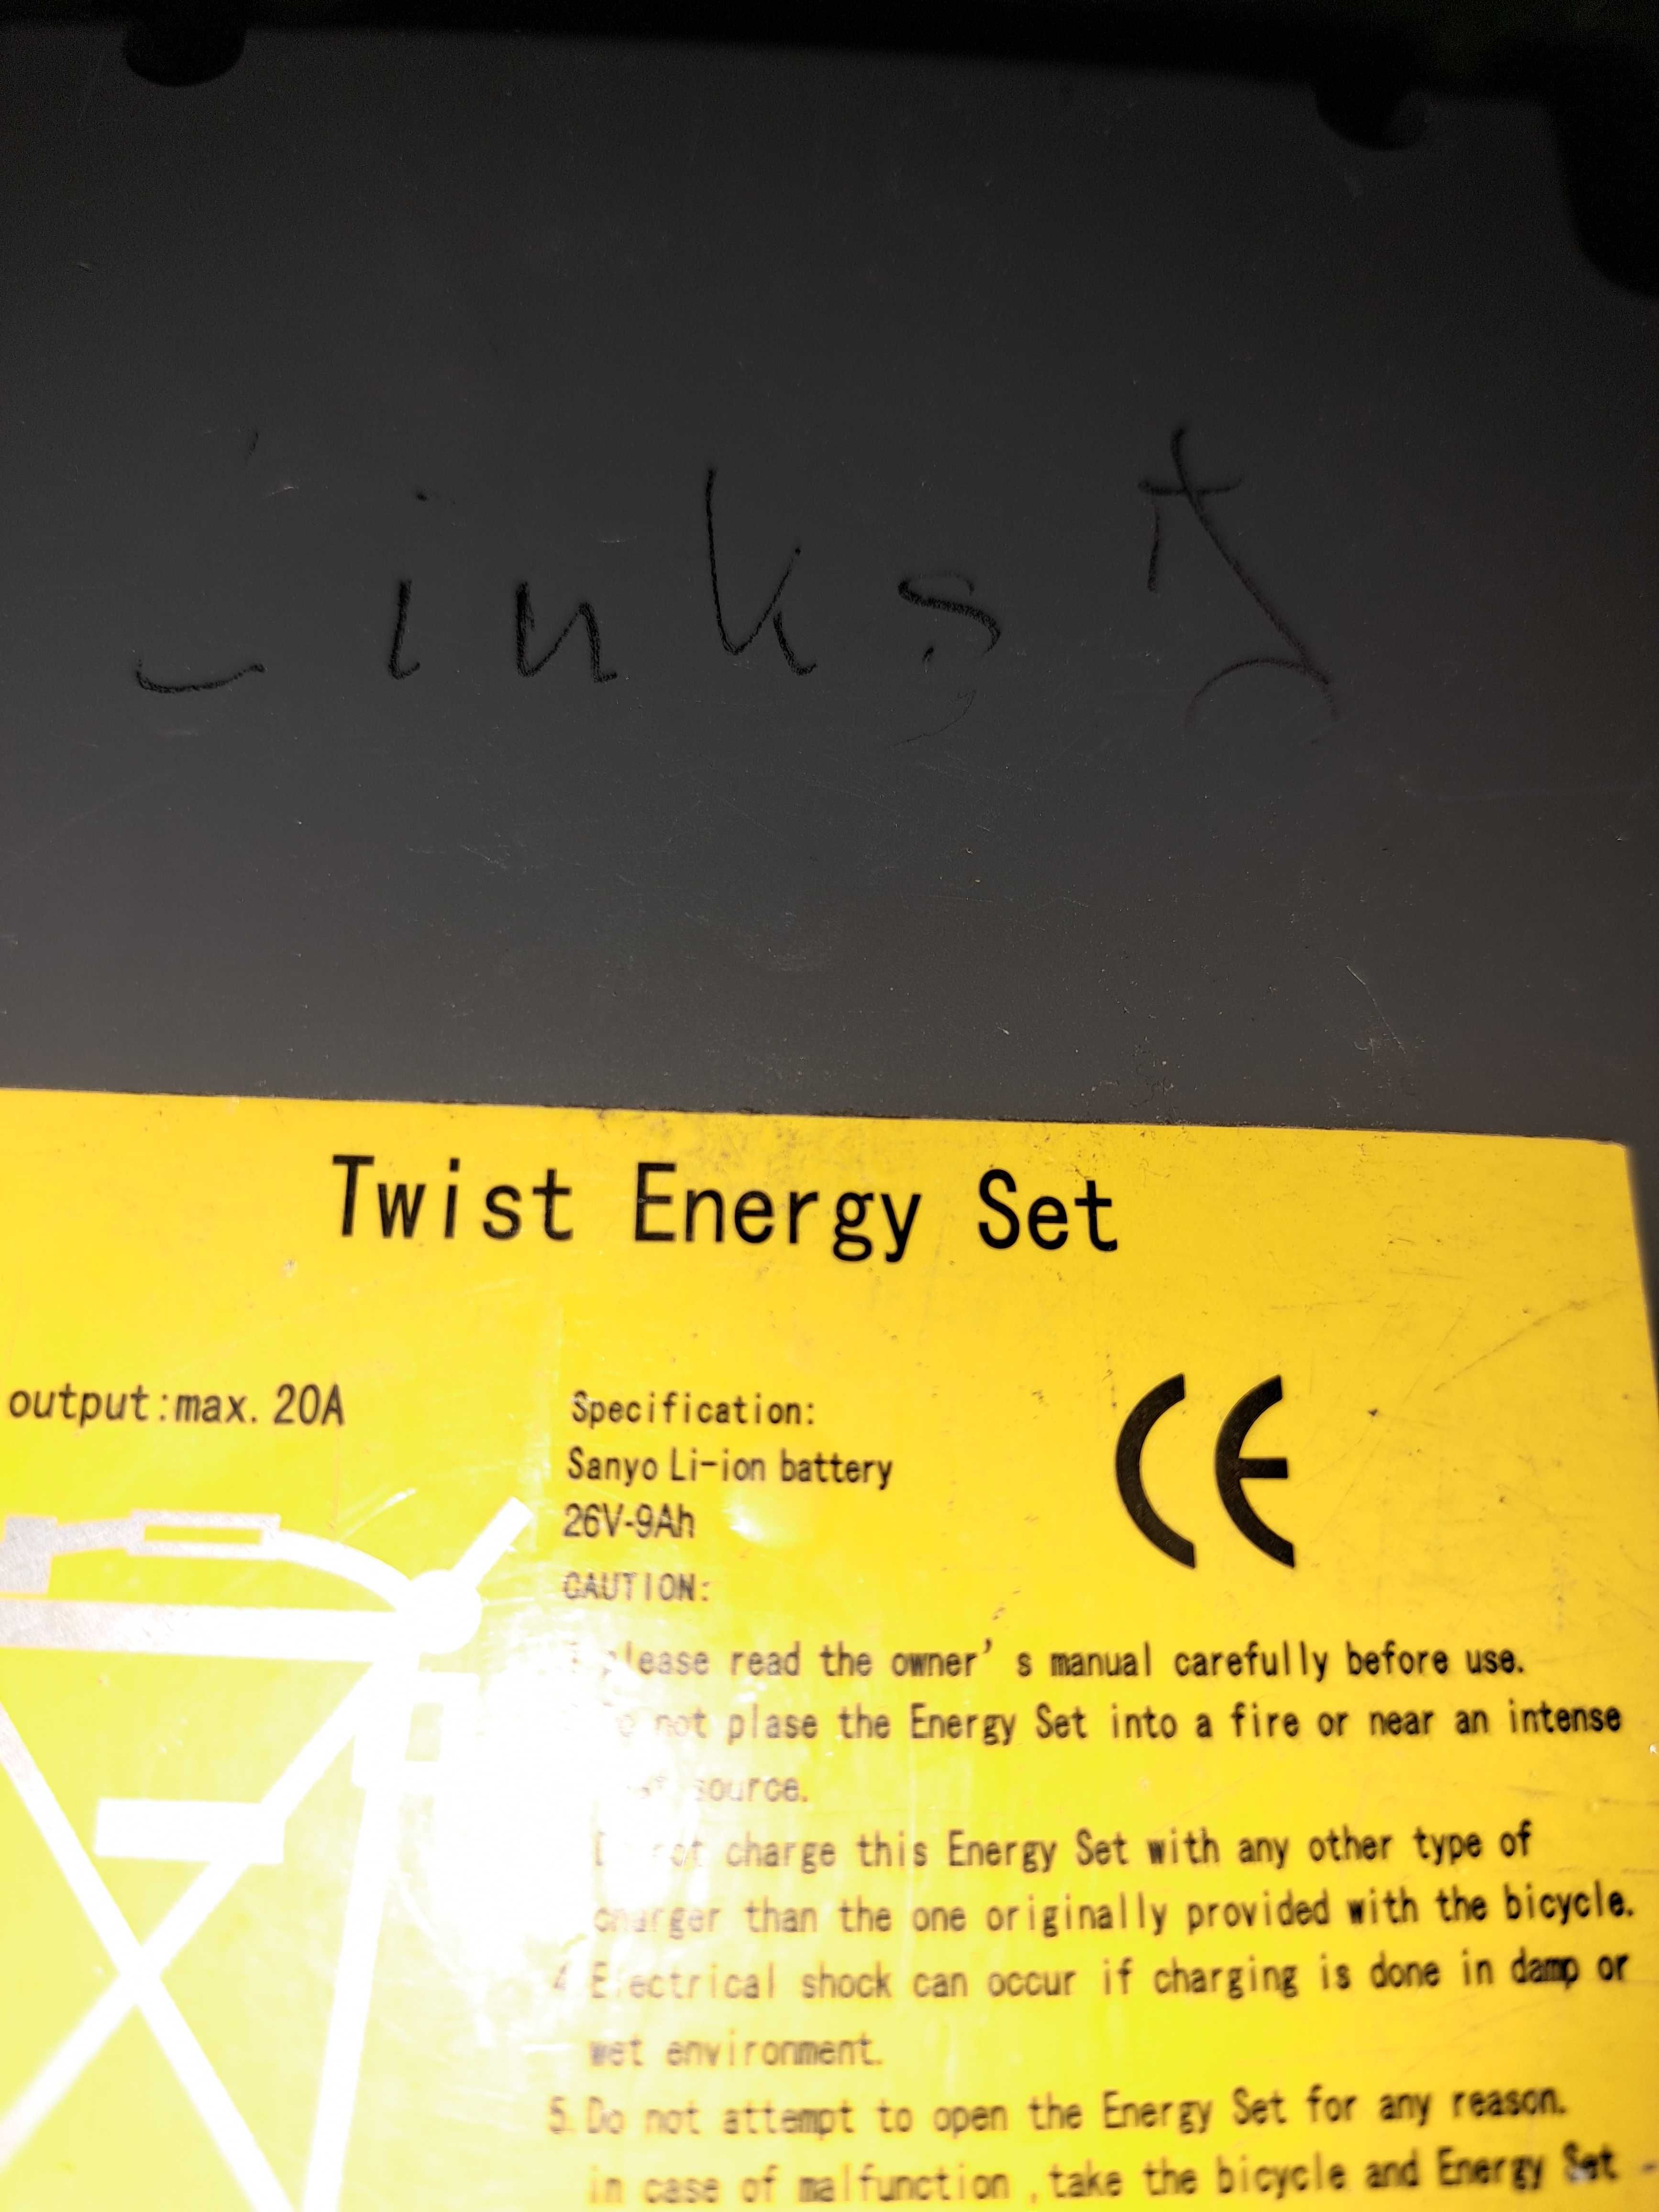 links
Twist Energy Set
output:max. 20A
Specification:
Sanyo Li-ion battery
26V-9Ah
CAUTION:
please read the owner's manual carefully before use.
not plase the Energy Set into a fire or near an intense
source.
not charge this Energy Set with any other type of
charger than the one originally provided with the bicycle.
4 Electrical shock can occur if charging is done in damp or
wet environment.
5 Do not attempt to open the Energy Set for any reason.
in case of malfunction ,take the bicycle and Energy Set
CE